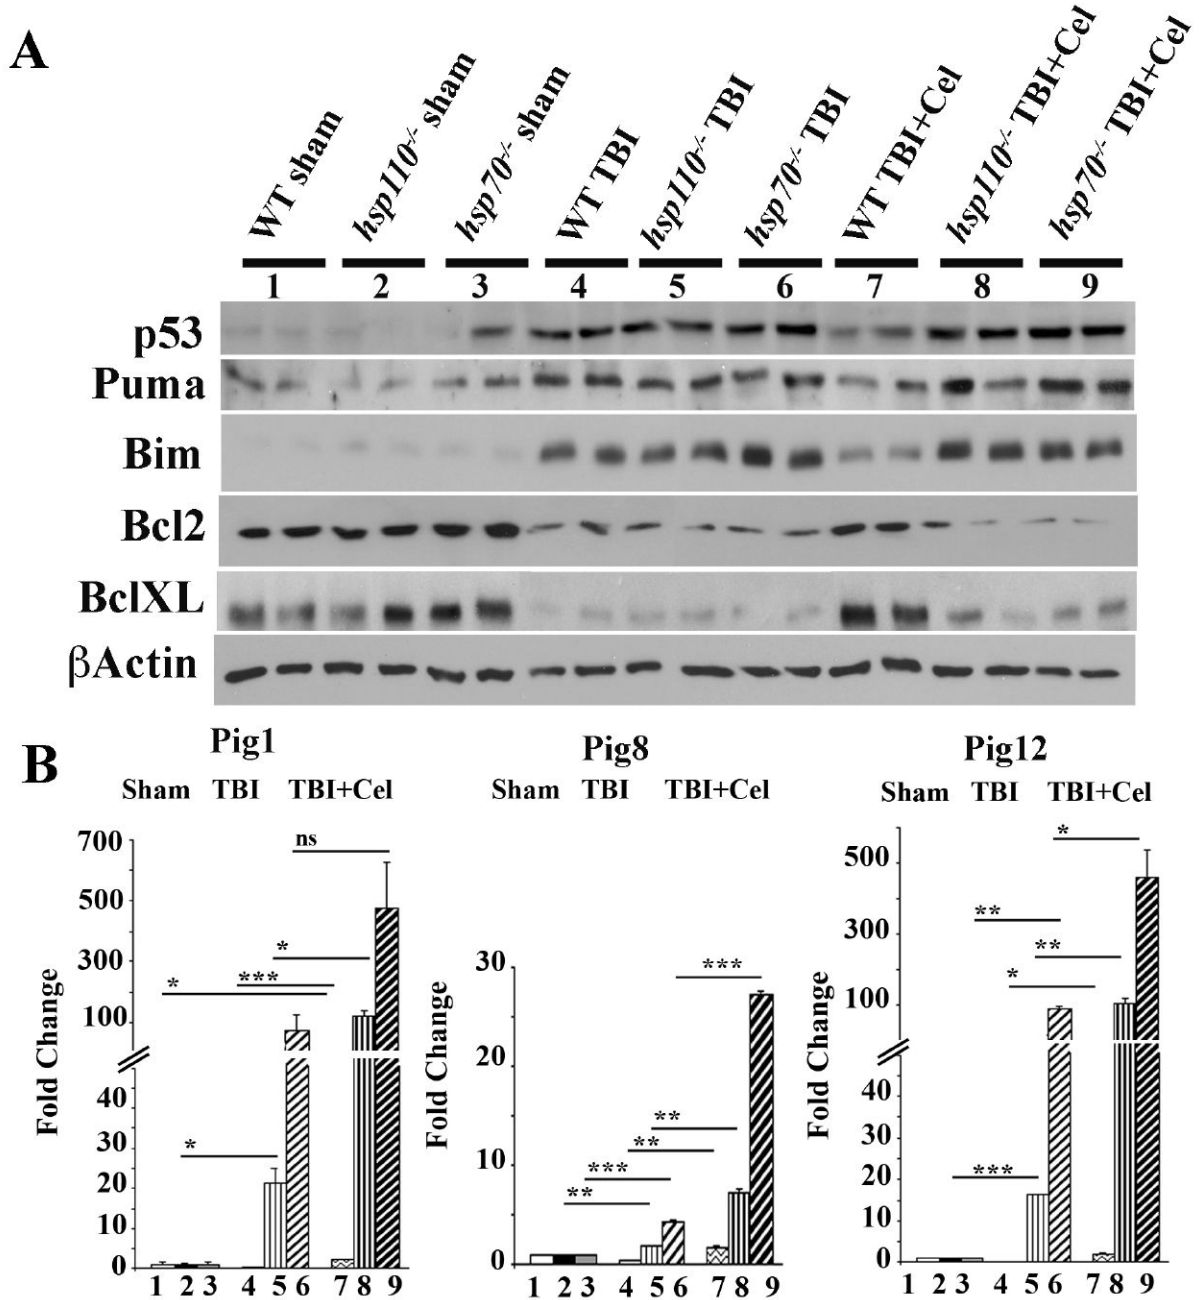 A
WT sham
hsp110-/- sham
hsp70-/- sham
WT TBI
hsp110-/- TBI
hsp70-/- TBI
WT TBI+Cel
hsp110-/- TBI+Cel
hsp70-/- TBI+Cel
1 2 3 4 5 6 7 8 9
p53
Puma
Bim
Bcl2
BclXL
βActin
B
Pig1
Sham TBI TBI+Cel
Fold Change
700
500
300
100
40
30
20
10
0
ns
*
***
*
*
1 2 3 4 5 6 7 8 9
Pig8
Sham TBI TBI+Cel
Fold Change
30
20
10
0
***
**
**
***
**
1 2 3 4 5 6 7 8 9
Pig12
Sham TBI TBI+Cel
Fold Change
500
300
100
40
30
20
10
0
*
**
**
*
***
1 2 3 4 5 6 7 8 9